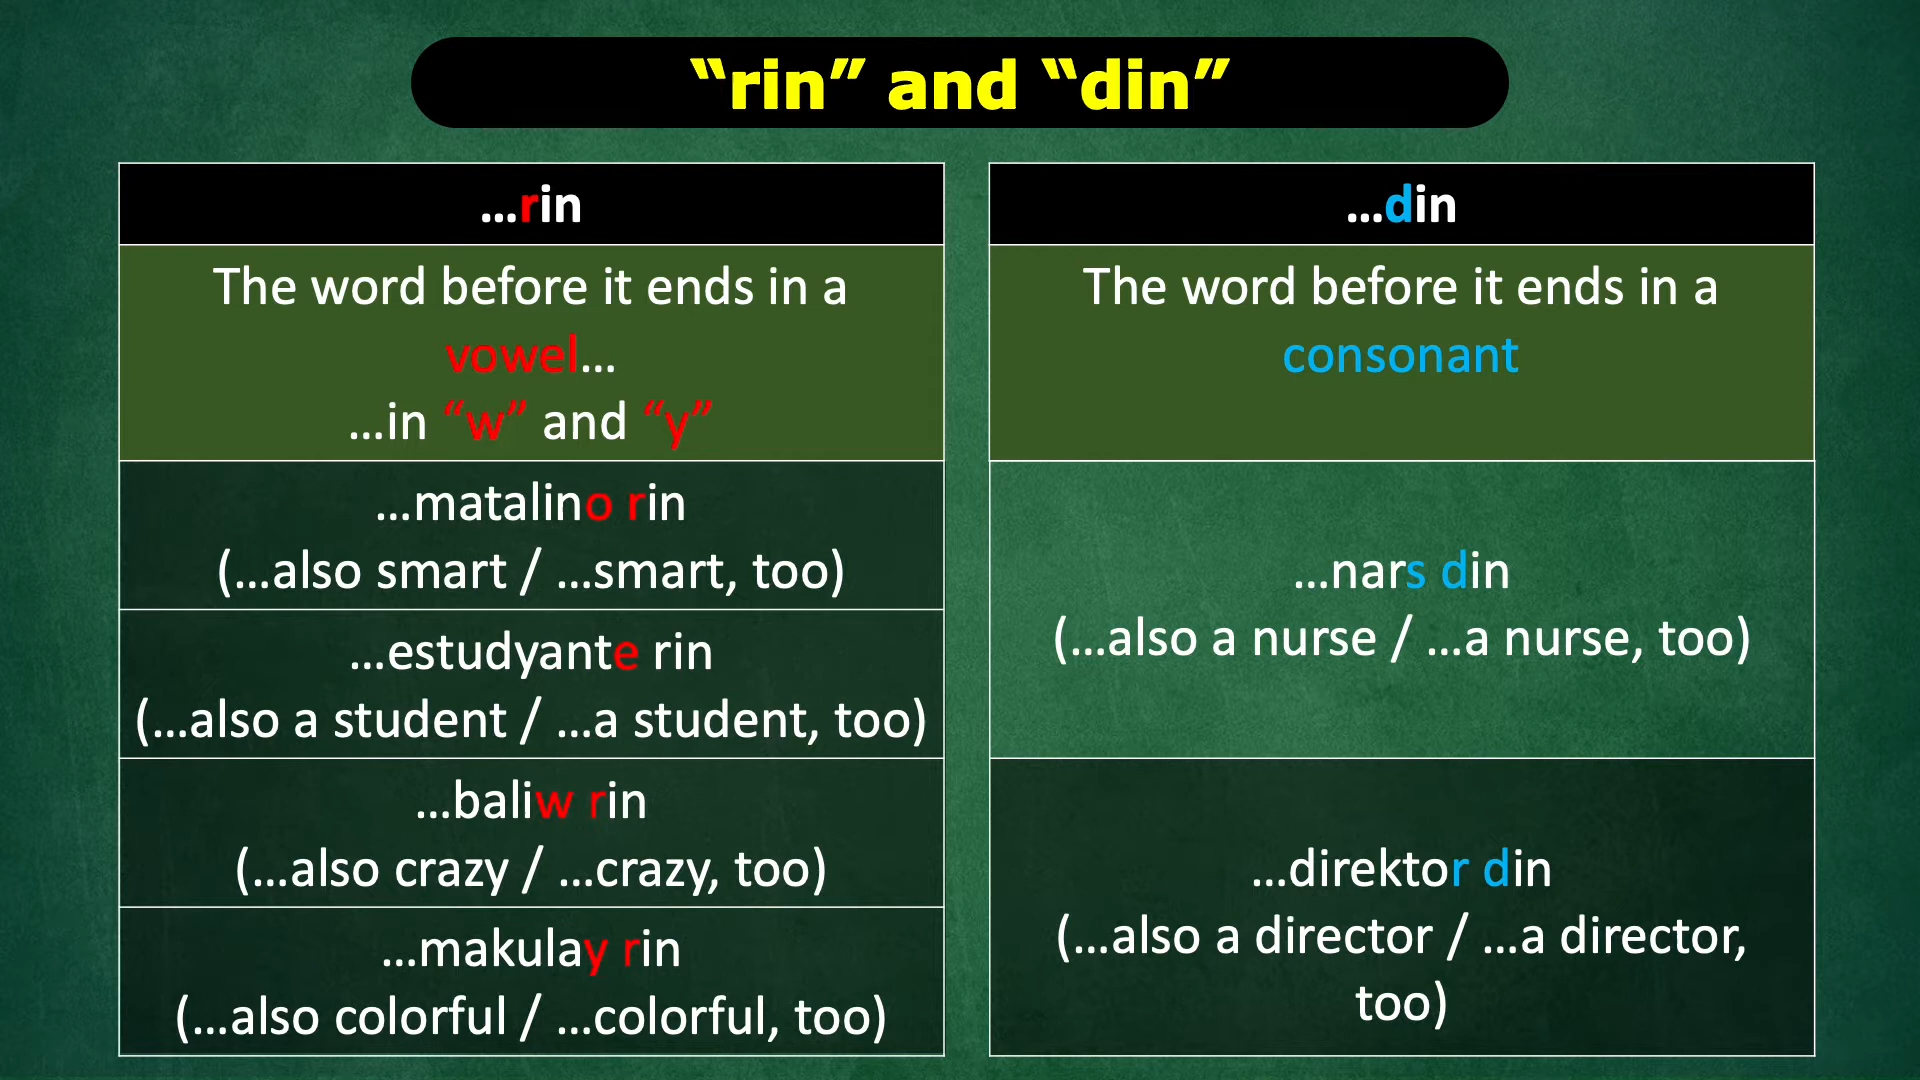 “rin” and “din”
...rin
The word before it ends in a
vowel...
...in “w” and “y”
...matalino rin
(...also smart / ...smart, too)
...estudyante rin
(...also a student / ...a student, too)
...baliw rin
(...also crazy / ...crazy, too)
...makulay rin
(...also colorful / ...colorful, too)
...din
The word before it ends in a
consonant
...nars din
(...also a nurse / ...a nurse, too)
...direktor din
(...also a director / ...a director,
too)